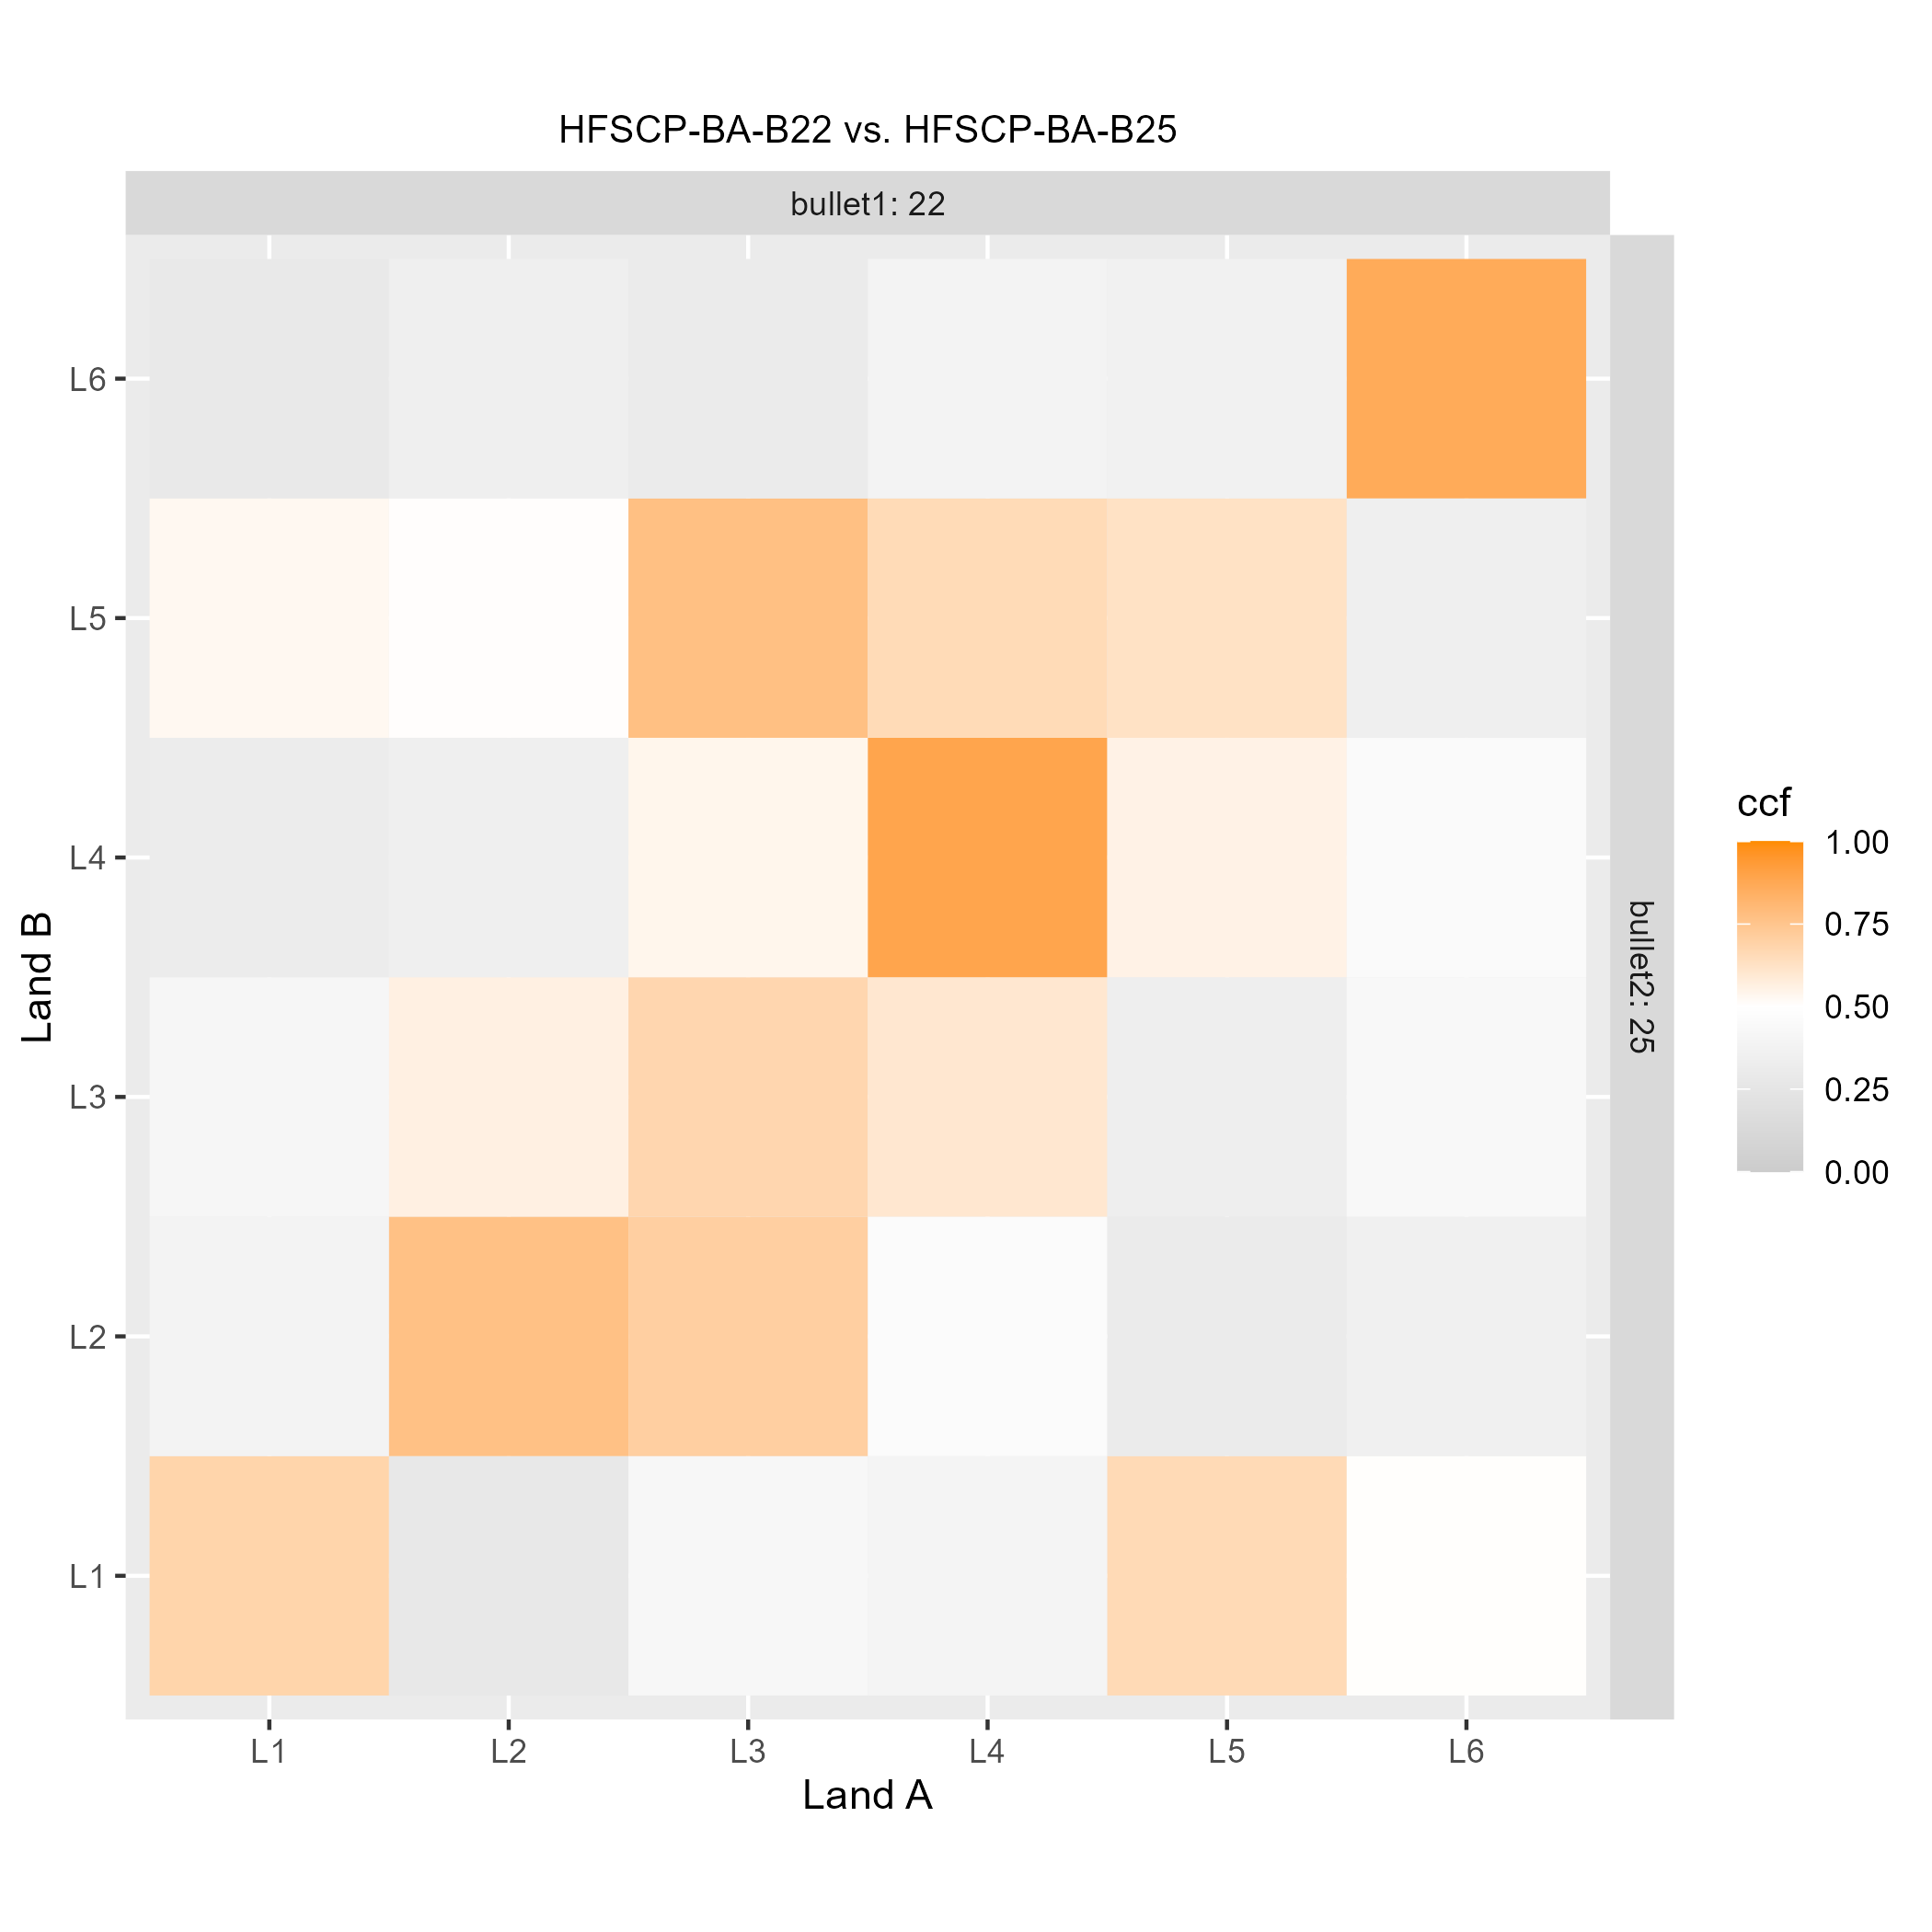 HFSCP-BA-B22 vs. HFSCP-BA-B25
bullet1: 22
L6
L5
L4
L3
L2
L1
Land B
bullet2: 25
L1 L2 L3 L4 L5 L6
Land A
ccf
1.00
0.75
0.50
0.25
0.00